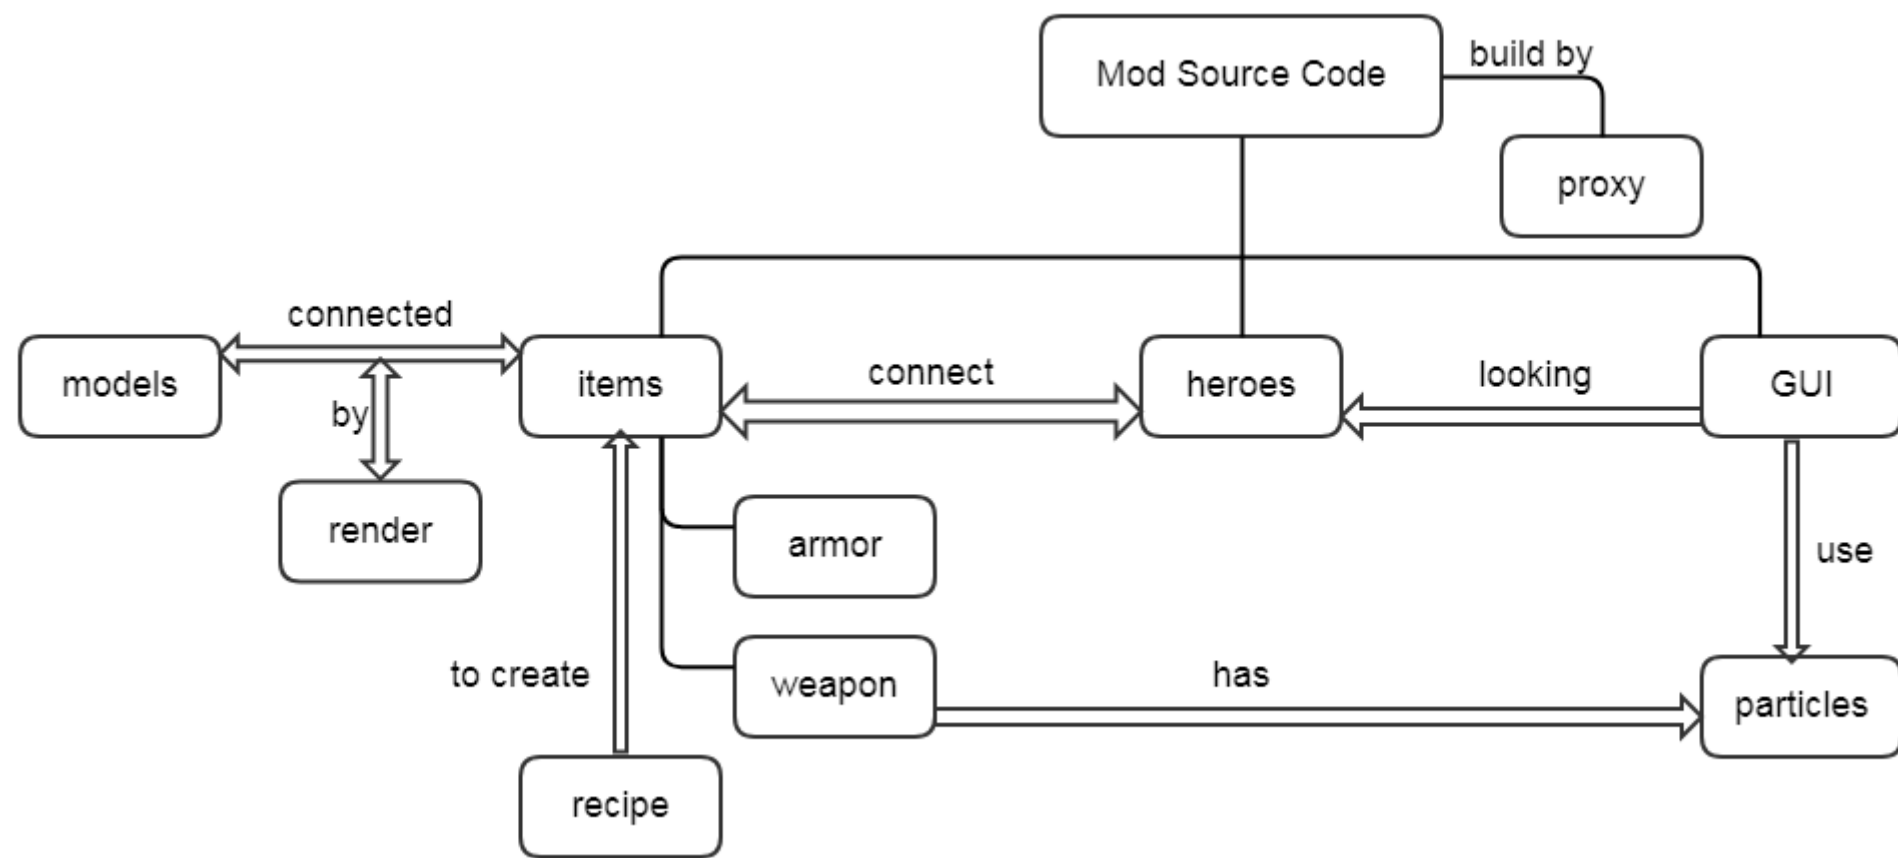 Mod Source Code
build by
proxy
connected
models
items
connect
heroes
looking
GUI
by
render
armor
use
to create
weapon
has
particles
recipe